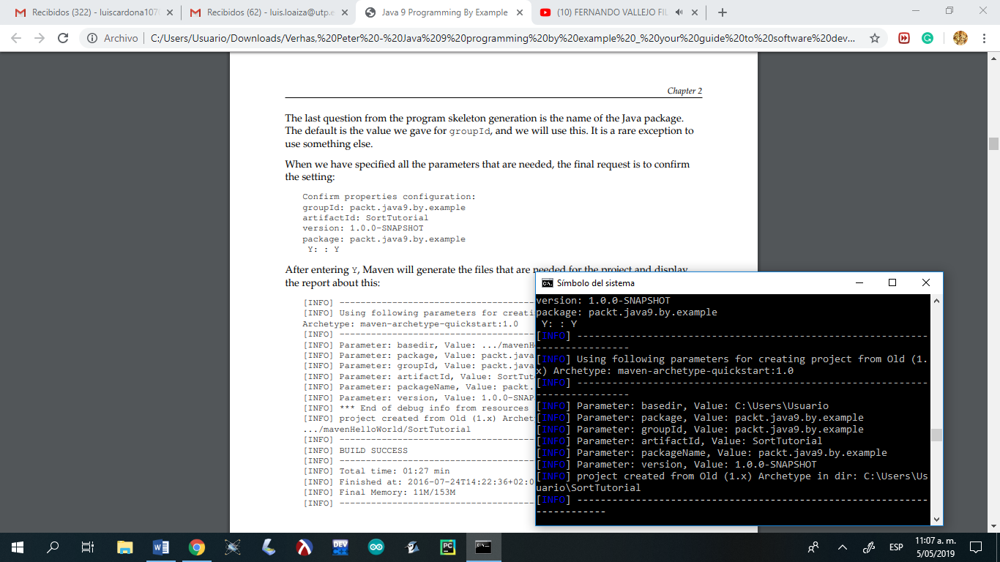 Recibidos (322) - luiscardona107
Recibidos (62) - luis.loaiza@utp.e
Java 9 Programming By Example
(10) FERNANDO VALLEJO FIL
Archivo
C:/Users/Usuario/Downloads/Verhas,%20Peter%20-%20Java%209%20programming%20by%20example%20_%20your%20guide%20to%20software%20dev...
Chapter 2
The last question from the program skeleton generation is the name of the Java package.
The default is the value we gave for groupId, and we will use this. It is a rare exception to
use something else.
When we have specified all the parameters that are needed, the final request is to confirm
the setting:
Confirm properties configuration:
groupId: packt.java9.by.example
artifactId: SortTutorial
version: 1.0.0-SNAPSHOT
package: packt.java9.by.example
Y: : Y
After entering Y, Maven will generate the files that are needed for the project and display
the report about this:
[INFO] -------------------------------------
[INFO] Using following parameters for creati
Archetype: maven-archetype-quickstart:1.0
[INFO] -------------------------------------
[INFO] Parameter: basedir, Value: .../mavenH
[INFO] Parameter: package, Value: packt.java
[INFO] Parameter: groupId, Value: packt.java
[INFO] Parameter: artifactId, Value: SortTut
[INFO] Parameter: packageName, Value: packt.
[INFO] Parameter: version, Value: 1.0.0-SNAP
[INFO] *** End of debug info from resources
[INFO] project created from Old (1.x) Archet
.../mavenHelloWorld/SortTutorial
[INFO] -------------------------------------
[INFO] BUILD SUCCESS
[INFO] -------------------------------------
[INFO] Total time: 01:27 min
[INFO] Finished at: 2016-07-24T14:22:36+02:0
[INFO] Final Memory: 11M/153M
[INFO] -------------------------------------
Símbolo del sistema
version: 1.0.0-SNAPSHOT
package: packt.java9.by.example
Y: : Y
[INFO] ------------------------------------------------------------
----------------
[INFO] Using following parameters for creating project from Old (1.
x) Archetype: maven-archetype-quickstart:1.0
[INFO] ------------------------------------------------------------
----------------
[INFO] Parameter: basedir, Value: C:\Users\Usuario
[INFO] Parameter: package, Value: packt.java9.by.example
[INFO] Parameter: groupId, Value: packt.java9.by.example
[INFO] Parameter: artifactId, Value: SortTutorial
[INFO] Parameter: packageName, Value: packt.java9.by.example
[INFO] Parameter: version, Value: 1.0.0-SNAPSHOT
[INFO] project created from Old (1.x) Archetype in dir: C:\Users\Us
uario\SortTutorial
[INFO] ------------------------------------------------------------
------------
DEV
PC
ESP
11:07 a. m.
5/05/2019